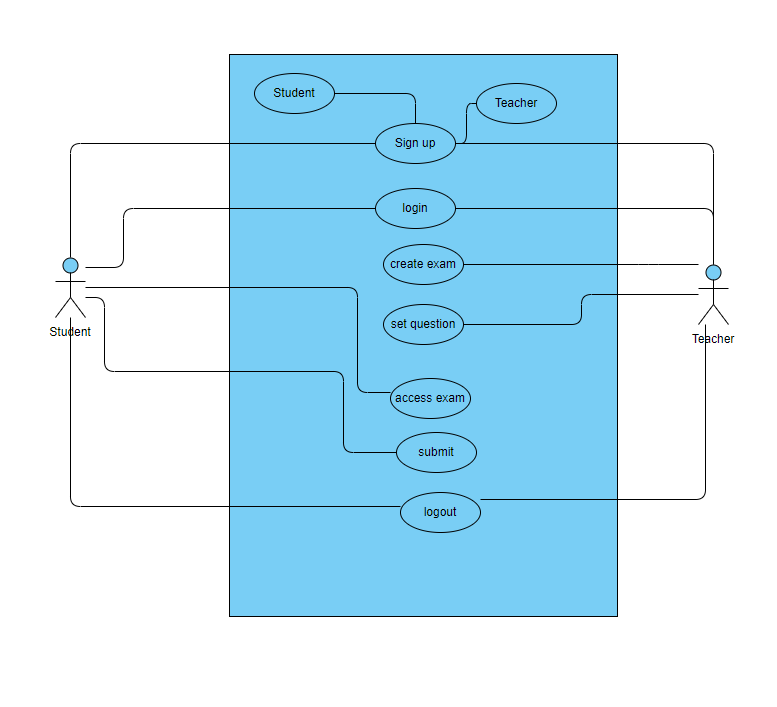 Student
Teacher
Sign up
login
create exam
set question
Student
Teacher
access exam
submit
logout